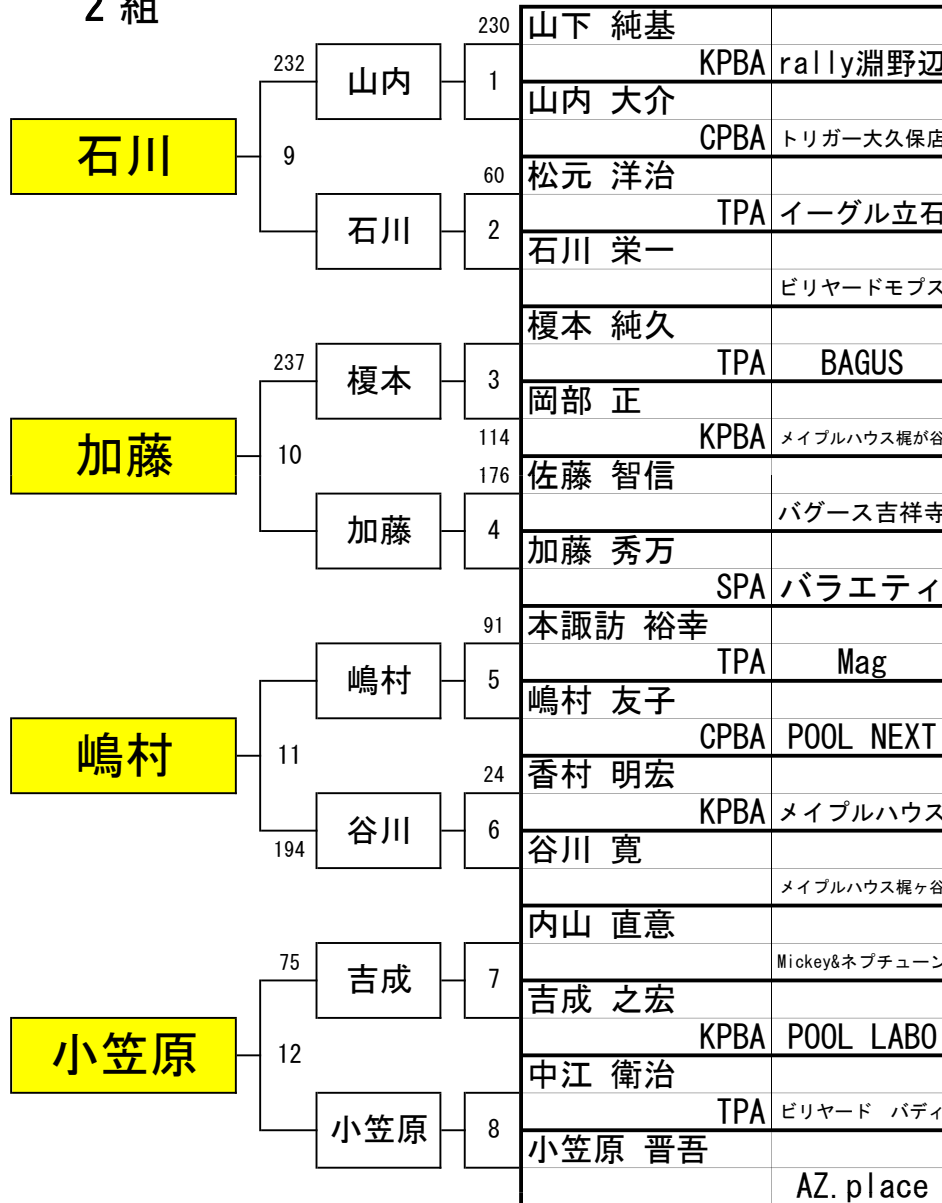 2 組
230 山下 純基
KPBA rally淵野辺
232 山内 1
山内 大介
CPBA トリガー大久保店
石川 9
60 松元 洋治
TPA イーグル立石
石川 2
石川 栄一
ビリヤードモプス
榎本 純久
TPA BAGUS
237 榎本 3
岡部 正
114 KPBA メイプルハウス梶が谷
加藤 10
176 佐藤 智信
バグース吉祥寺
加藤 4
加藤 秀万
SPA バラエティ
91 本諏訪 裕幸
TPA Mag
嶋村 5
嶋村 友子
CPBA POOL NEXT
嶋村 11
24 香村 明宏
KPBA メイプルハウス
194 谷川 6
谷川 寛
メイプルハウス梶ヶ谷
内山 直意
Mickey&ネプチューン
75 吉成 7
吉成 之宏
KPBA POOL LABO
小笠原 12
中江 衛治
TPA ビリヤード バディ
小笠原 8
小笠原 晋吾
AZ.place